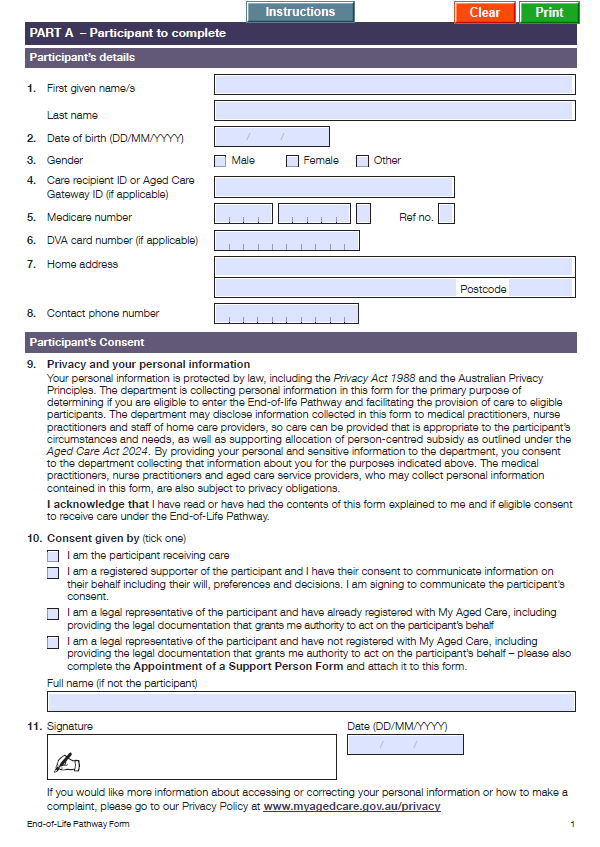 Instructions
Clear
Print
PART A – Participant to complete
Participant's details
1. First given name/s
Last name
2. Date of birth (DD/MM/YYYY) / /
3. Gender Male Female Other
4. Care recipient ID or Aged Care
Gateway ID (if applicable)
5. Medicare number Ref no.
6. DVA card number (if applicable)
7. Home address
Postcode
8. Contact phone number
Participant's Consent
9. Privacy and your personal information
Your personal information is protected by law, including the Privacy Act 1988 and the Australian Privacy
Principles. The department is collecting personal information in this form for the primary purpose of
determining if you are eligible to enter the End-of-life Pathway and facilitating the provision of care to eligible
participants. The department may disclose information collected in this form to medical practitioners, nurse
practitioners and staff of home care providers, so care can be provided that is appropriate to the participant's
circumstances and needs, as well as supporting allocation of person-centred subsidy as outlined under the
Aged Care Act 2024. By providing your personal and sensitive information to the department, you consent
to the department collecting that information about you for the purposes indicated above. The medical
practitioners, nurse practitioners and aged care service providers, who may collect personal information
contained in this form, are also subject to privacy obligations.
I acknowledge that I have read or have had the contents of this form explained to me and if eligible consent
to receive care under the End-of-Life Pathway.
10. Consent given by (tick one)
I am the participant receiving care
I am a registered supporter of the participant and I have their consent to communicate information on
their behalf including their will, preferences and decisions. I am signing to communicate the participant's
consent.
I am a legal representative of the participant and have already registered with My Aged Care, including
providing the legal documentation that grants me authority to act on the participant's behalf
I am a legal representative of the participant and have not registered with My Aged Care, including
providing the legal documentation that grants me authority to act on the participant's behalf – please also
complete the Appointment of a Support Person Form and attach it to this form.
Full name (if not the participant)
11. Signature
Date (DD/MM/YYYY)
/ /
If you would like more information about accessing or correcting your personal information or how to make a
complaint, please go to our Privacy Policy at www.myagedcare.gov.au/privacy
End-of-Life Pathway Form 1